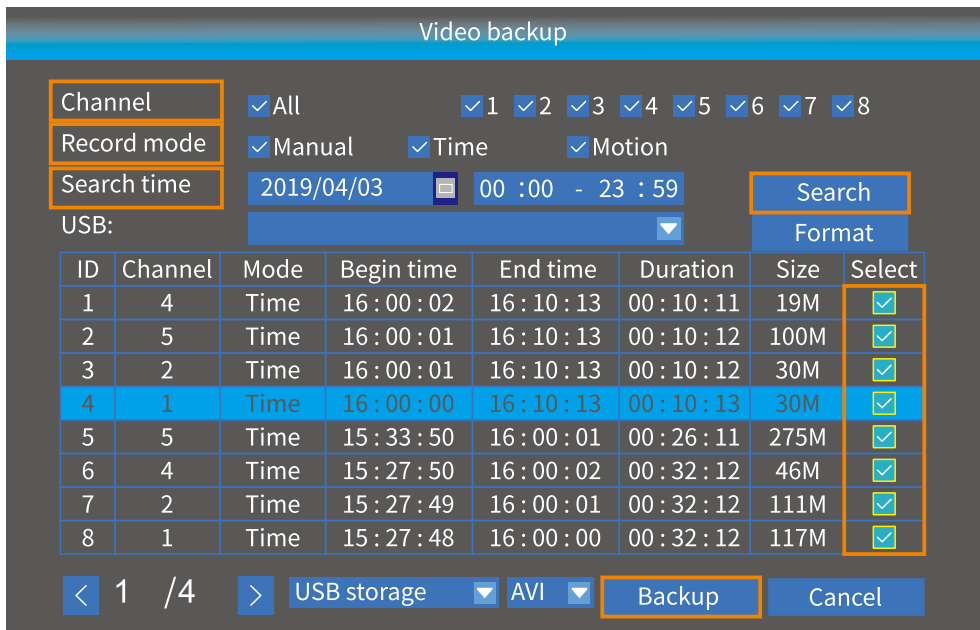 Video backup
Channel All 1 2 3 4 5 6 7 8
Record mode Manual Time Motion
Search time 2019/04/03 00 :00 - 23 : 59 Search
USB: Format
ID Channel Mode Begin time End time Duration Size Select
1 4 Time 16 : 00 : 02 16 : 10 : 13 00 : 10 : 11 19M
2 5 Time 16 : 00 : 01 16 : 10 : 13 00 : 10 : 12 100M
3 2 Time 16 : 00 : 01 16 : 10 : 13 00 : 10 : 12 30M
4 1 Time 16 : 00 : 00 16 : 10 : 13 00 : 10 : 13 30M
5 5 Time 15 : 33 : 50 16 : 00 : 01 00 : 26 : 11 275M
6 4 Time 15 : 27 : 50 16 : 00 : 02 00 : 32 : 12 46M
7 2 Time 15 : 27 : 49 16 : 00 : 01 00 : 32 : 12 111M
8 1 Time 15 : 27 : 48 16 : 00 : 00 00 : 32 : 12 117M
< 1 /4 > USB storage AVI Backup Cancel